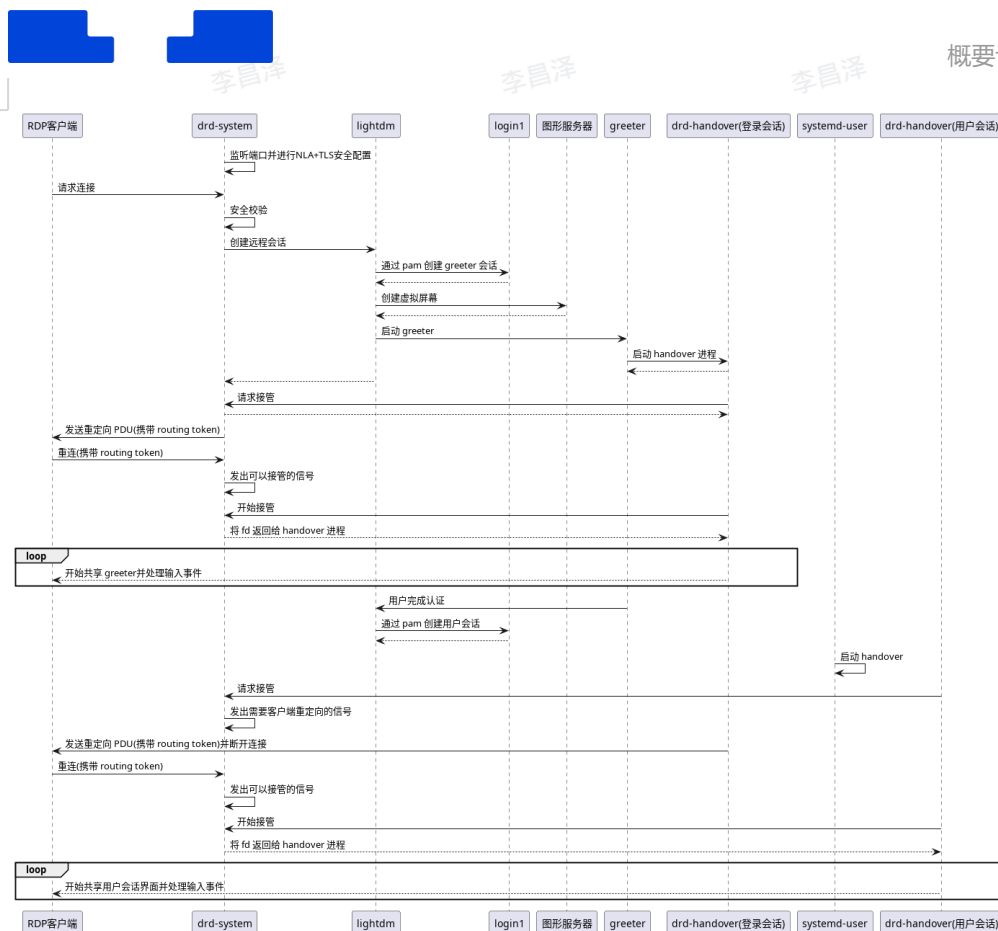 概要
李昌泽 李昌泽 李昌泽
RDP客户端 drd-system lightdm login1 图形服务器 greeter drd-handover(登录会话) systemd-user drd-handover(用户会话)
监听端口并进行NLA+TLS安全配置
请求连接
安全校验
创建远程会话
通过 pam 创建 greeter 会话
创建虚拟屏幕
启动 greeter
启动 handover 进程
请求接管
发送重定向 PDU(携带 routing token)
重连(携带 routing token)
发出可以接管的信号
开始接管
将 fd 返回给 handover 进程
loop
开始共享 greeter并处理输入事件
用户完成认证
通过 pam 创建用户会话
启动 handover
请求接管
发出需要客户端重定向的信号
发送重定向 PDU(携带 routing token)并断开连接
重连(携带 routing token)
发出可以接管的信号
开始接管
将 fd 返回给 handover 进程
loop
开始共享用户会话界面并处理输入事件
RDP客户端 drd-system lightdm login1 图形服务器 greeter drd-handover(登录会话) systemd-user drd-handover(用户会话)